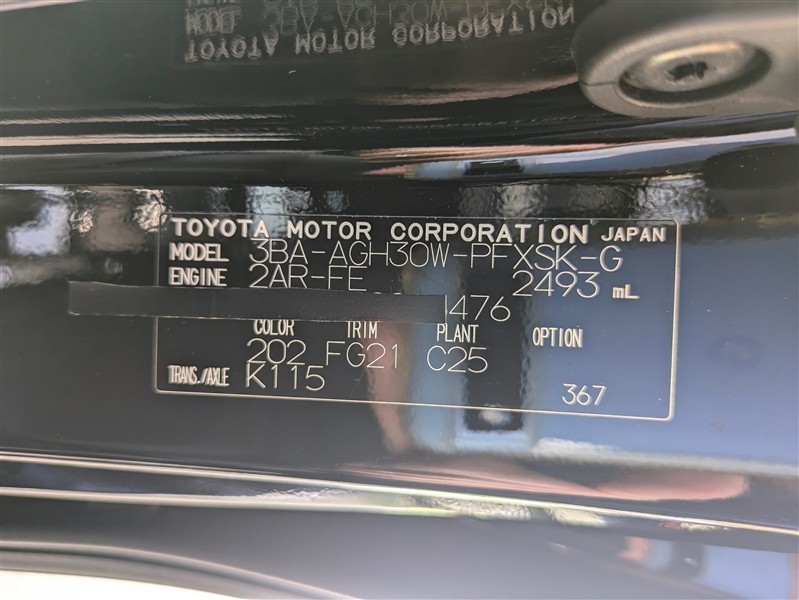 TOYOTA MOTOR CORPORATION
TOYOTA MOTOR CORPORATION JAPAN
MODEL 3BA-AGH30W-PFXSK-G
ENGINE 2AR-FE 2493 mL
476
COLOR TRIM PLANT OPTION
202 FG21 C25
TRANS./AXLE K115
367